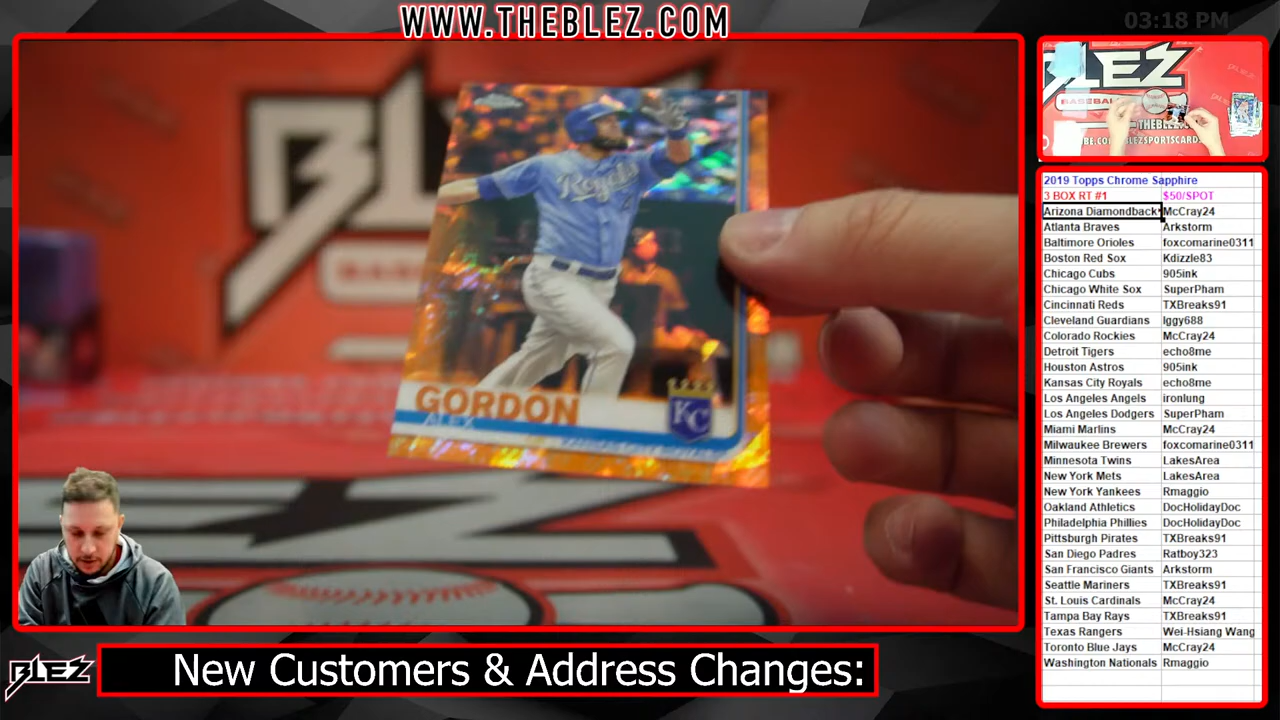 WWW.THEBLEZ.COM
03:18 PM
GORDON
ALEX
Royals
KC
BLEZ
BASEBALL
2019 Topps Chrome Sapphire
3 BOX RT #1 $50/SPOT
Arizona Diamondback McCray24
Atlanta Braves Arkstorm
Baltimore Orioles foxcomarine0311
Boston Red Sox Kdizzle83
Chicago Cubs 905ink
Chicago White Sox SuperPham
Cincinnati Reds TXBreaks91
Cleveland Guardians Iggy688
Colorado Rockies McCray24
Detroit Tigers echo8me
Houston Astros 905ink
Kansas City Royals echo8me
Los Angeles Angels ironlung
Los Angeles Dodgers SuperPham
Miami Marlins McCray24
Milwaukee Brewers foxcomarine0311
Minnesota Twins LakesArea
New York Mets LakesArea
New York Yankees Rmaggio
Oakland Athletics DocHolidayDoc
Philadelphia Phillies DocHolidayDoc
Pittsburgh Pirates TXBreaks91
San Diego Padres Ratboy323
San Francisco Giants Arkstorm
Seattle Mariners TXBreaks91
St. Louis Cardinals McCray24
Tampa Bay Rays TXBreaks91
Texas Rangers Wei-Hsiang Wang
Toronto Blue Jays McCray24
Washington Nationals Rmaggio
BLEZ
New Customers & Address Changes: